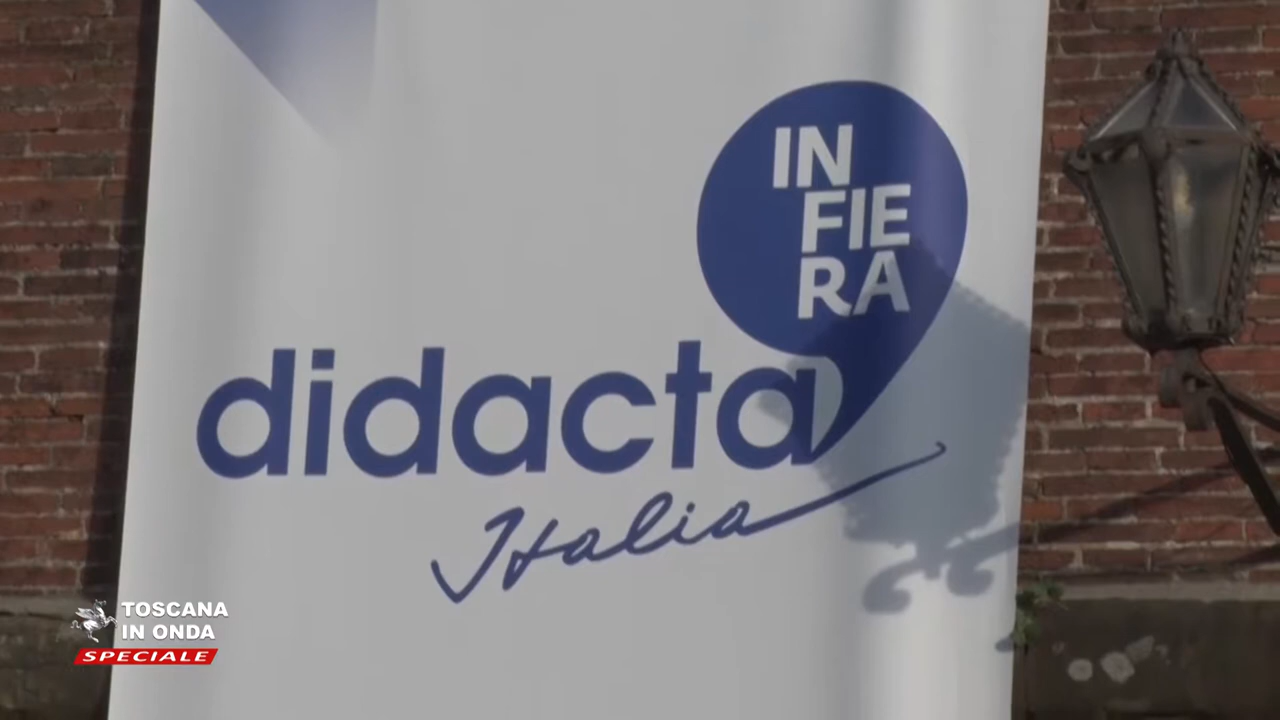 IN
FIE
RA
didacta
Italia
TOSCANA
IN ONDA
SPECIALE